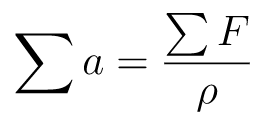 ∑ a = ∑ F / ρ